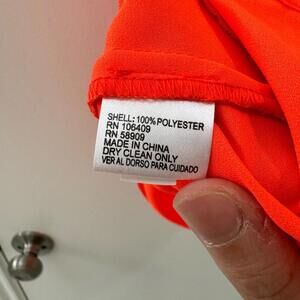 SHELL: 100% POLYESTER
RN 106409
RN 58909
MADE IN CHINA
DRY CLEAN ONLY
VER AL DORSO PARA CUIDADO